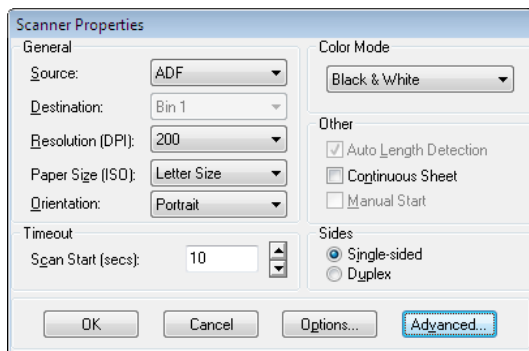 Scanner Properties
General
Source: ADF
Destination: Bin 1
Resolution (DPI): 200
Paper Size (ISO): Letter Size
Orientation: Portrait
Timeout
Scan Start (secs): 10
Color Mode
Black & White
Other
Auto Length Detection
Continuous Sheet
Manual Start
Sides
Single-sided
Duplex
OK Cancel Options... Advanced...